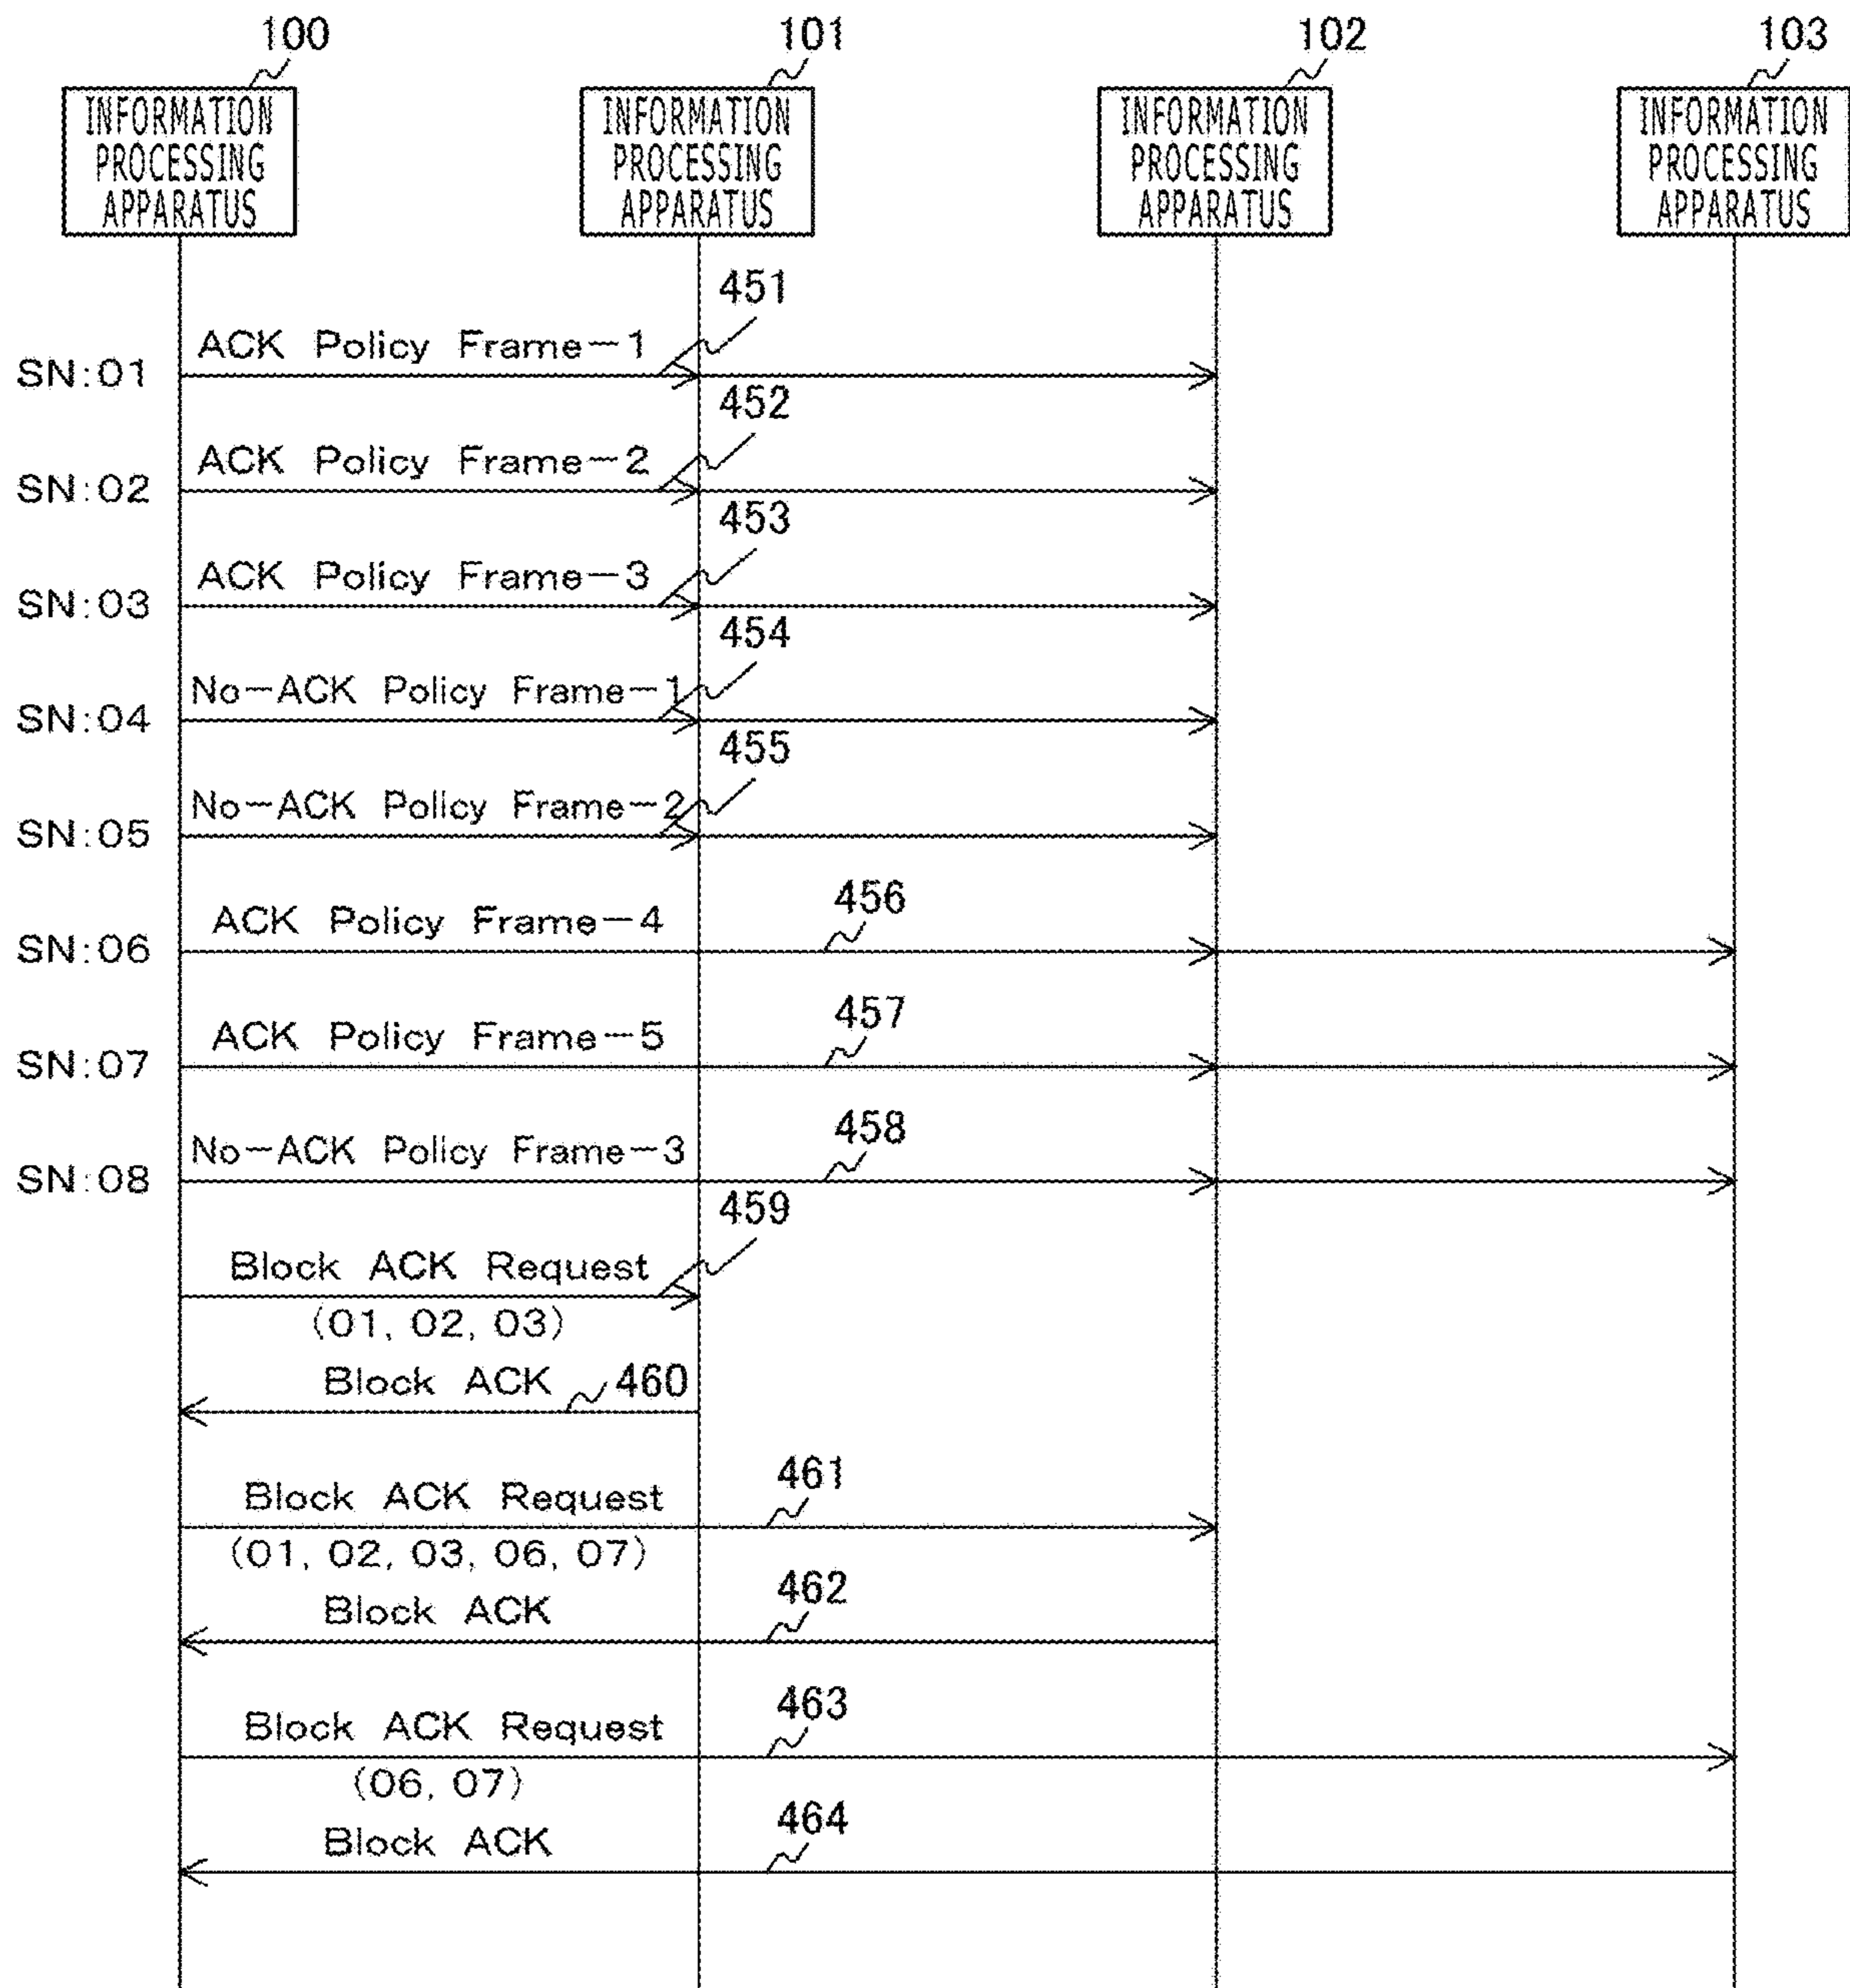 100
101
102
103
INFORMATION
PROCESSING
APPARATUS
INFORMATION
PROCESSING
APPARATUS
INFORMATION
PROCESSING
APPARATUS
INFORMATION
PROCESSING
APPARATUS
451
ACK Policy Frame-1
SN:01
452
ACK Policy Frame-2
SN:02
453
ACK Policy Frame-3
SN:03
454
No-ACK Policy Frame-1
SN:04
455
No-ACK Policy Frame-2
SN:05
456
ACK Policy Frame-4
SN:06
457
ACK Policy Frame-5
SN:07
458
No-ACK Policy Frame-3
SN:08
459
Block ACK Request
(01, 02, 03)
Block ACK 460
461
Block ACK Request
(01, 02, 03, 06, 07)
462
Block ACK
463
Block ACK Request
(06, 07)
464
Block ACK